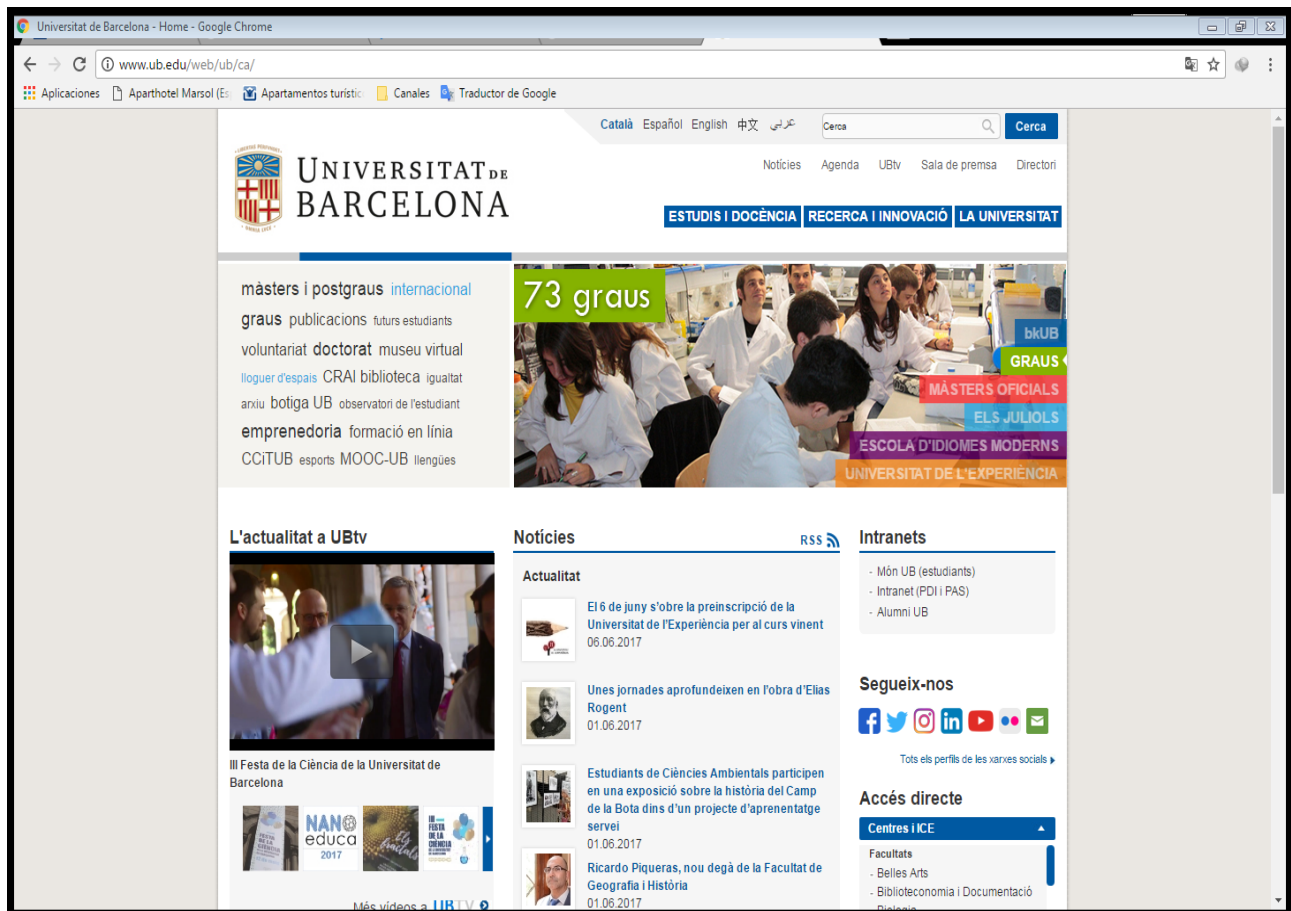 Universitat de Barcelona - Home - Google Chrome
www.ub.edu/web/ub/ca/
Aplicaciones Aparthotel Marsol (Es Apartamentos turístic Canales Traductor de Google
Català Español English 中文 عربي Cerca Cerca
UNIVERSITAT DE
BARCELONA
Notícies Agenda UBtv Sala de premsa Directori
ESTUDIS I DOCÈNCIA RECERCA I INNOVACIÓ LA UNIVERSITAT
màsters i postgraus internacional
graus publicacions futurs estudiants
voluntariat doctorat museu virtual
lloguer d'espais CRAI biblioteca igualtat
arxiu botiga UB observatori de l'estudiant
emprenedoria formació en línia
CCiTUB esports MOOC-UB llengües
73 graus
bkUB
GRAUS
MÀSTERS OFICIALS
ELS JULIOLS
ESCOLA D'IDIOMES MODERNS
UNIVERSITAT DE L'EXPERIÈNCIA
L'actualitat a UBtv
III Festa de la Ciència de la Universitat de
Barcelona
NANO
educa
2017
Els
fractals
III
FESTA
DE LA
CIÈNCIA
Més vídeos a UBTV
Notícies
RSS
Actualitat
El 6 de juny s’obre la preinscripció de la
Universitat de l’Experiència per al curs vinent
06.06.2017
Unes jornades aprofundeixen en l’obra d’Elias
Rogent
01.06.2017
Estudiants de Ciències Ambientals participen
en una exposició sobre la història del Camp
de la Bota dins d’un projecte d’aprenentatge
servei
01.06.2017
Ricardo Piqueras, nou degà de la Facultat de
Geografia i Història
01.06.2017
Intranets
- Món UB (estudiants)
- Intranet (PDI i PAS)
- Alumni UB
Segueix-nos
Tots els perfils de les xarxes socials
Accés directe
Centres i ICE
Facultats
- Belles Arts
- Biblioteconomia i Documentació
- Biologia